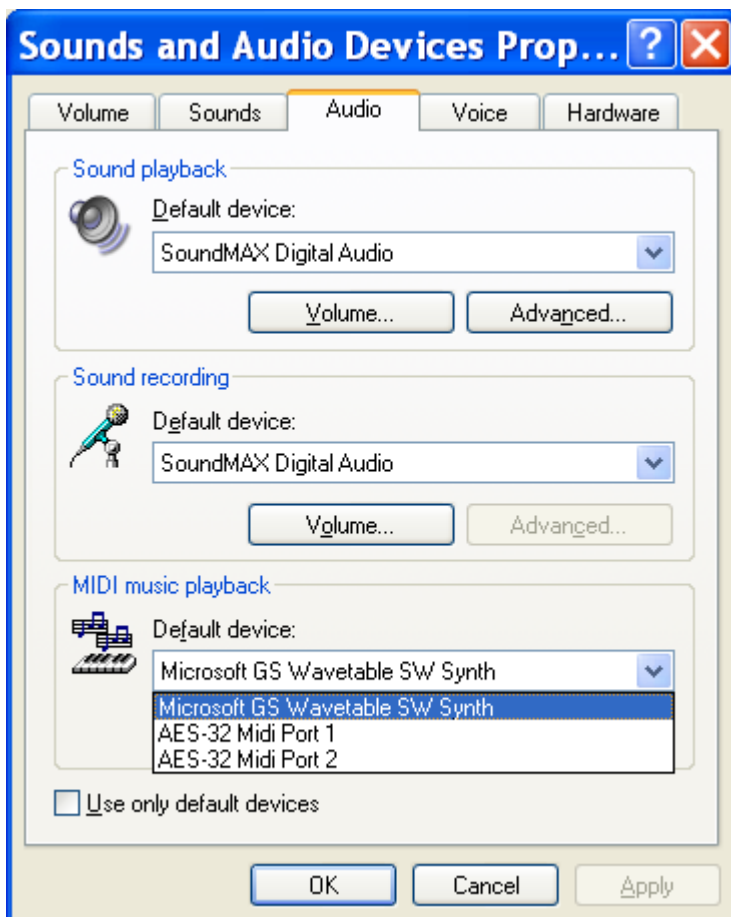 Sounds and Audio Devices Prop... ?
Volume Sounds Audio Voice Hardware
Sound playback
Default device:
SoundMAX Digital Audio
Volume... Advanced...
Sound recording
Default device:
SoundMAX Digital Audio
Volume... Advanced...
MIDI music playback
Default device:
Microsoft GS Wavetable SW Synth
Microsoft GS Wavetable SW Synth
AES-32 Midi Port 1
AES-32 Midi Port 2
Use only default devices
OK Cancel Apply